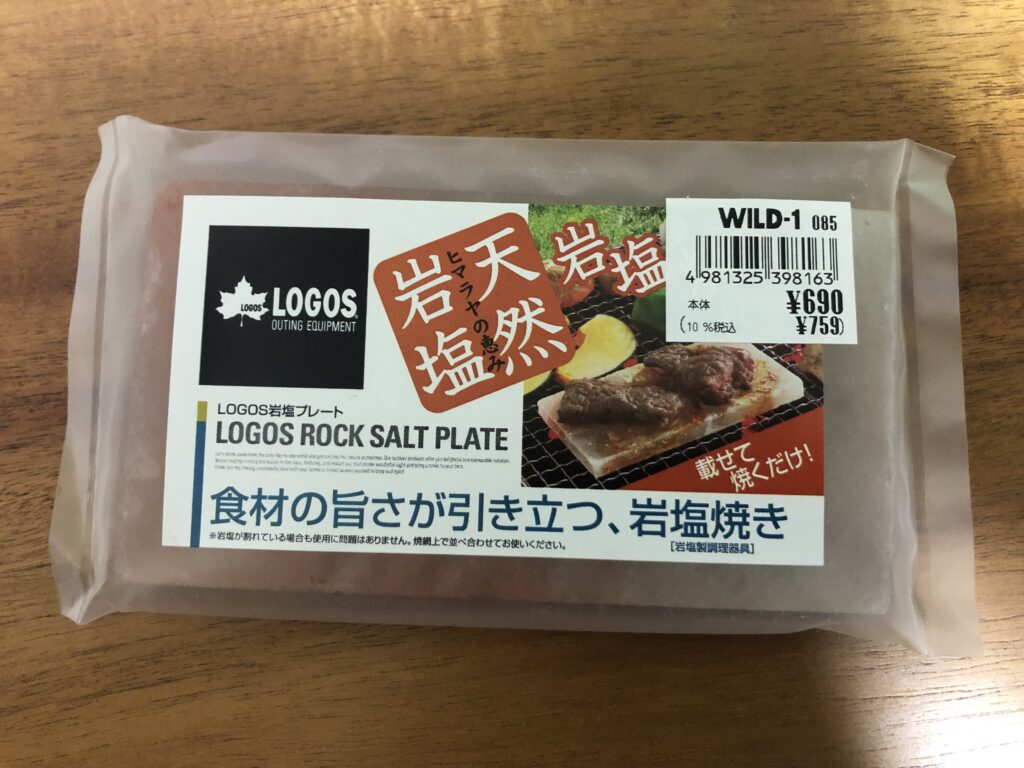 LOGOS
LOGOS
OUTING EQUIPMENT
天然
ヒマラヤの恵み
岩塩
岩塩
WILD-1 085
4 981325 398163
本体 ¥690
(10%税込 ¥759)
LOGOS岩塩プレート
LOGOS ROCK SALT PLATE
載せて
焼くだけ!
食材の旨さが引き立つ、岩塩焼き
※岩塩が割れている場合も使用に問題はありません。焼網上で並べ合わせてお使いください。
[岩塩製調理器具]